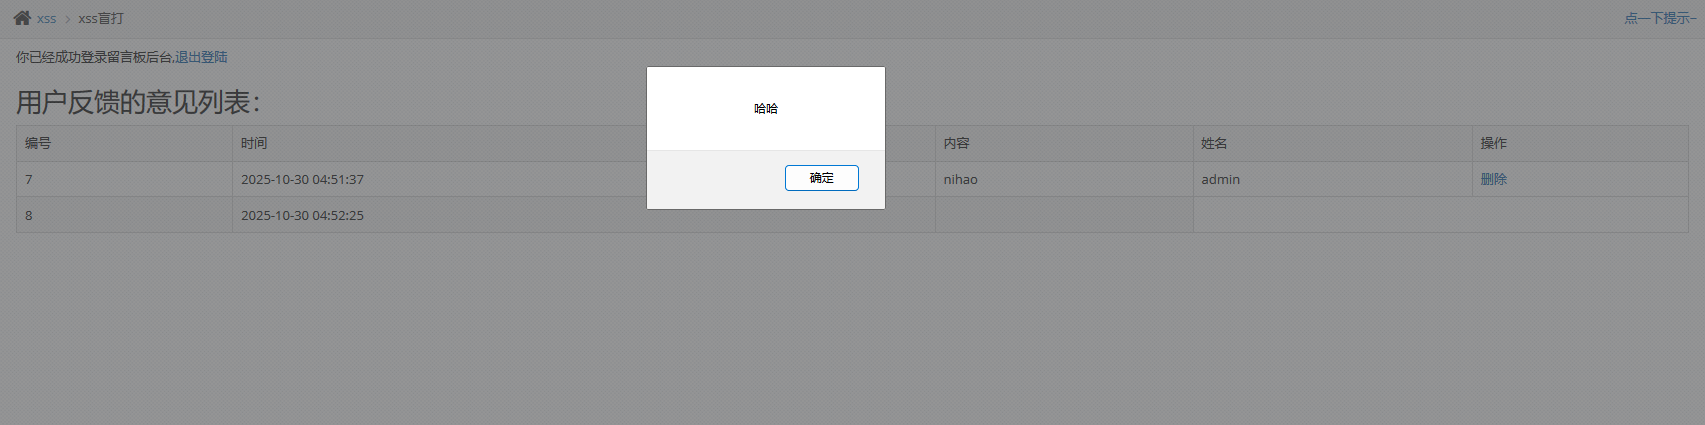 xss > xss盲打 点一下提示~
你已经成功登录留言板后台,退出登陆
用户反馈的意见列表：
哈哈
确定
编号 时间 内容 姓名 操作
7 2025-10-30 04:51:37 nihao admin 删除
8 2025-10-30 04:52:25